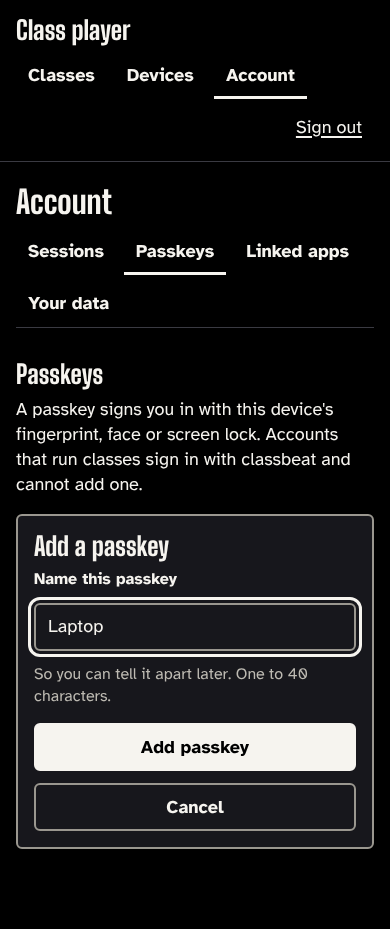 Class player
Classes Devices Account
Sign out
Account
Sessions Passkeys Linked apps
Your data
Passkeys
A passkey signs you in with this device's
fingerprint, face or screen lock. Accounts
that run classes sign in with classbeat and
cannot add one.
Add a passkey
Name this passkey
Laptop
So you can tell it apart later. One to 40
characters.
Add passkey
Cancel